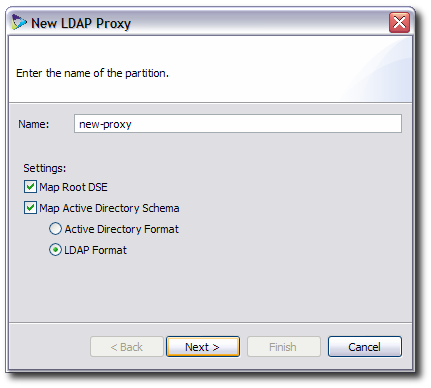 New LDAP Proxy
Enter the name of the partition.
Name: new-proxy
Settings:
Map Root DSE
Map Active Directory Schema
Active Directory Format
LDAP Format
< Back Next > Finish Cancel